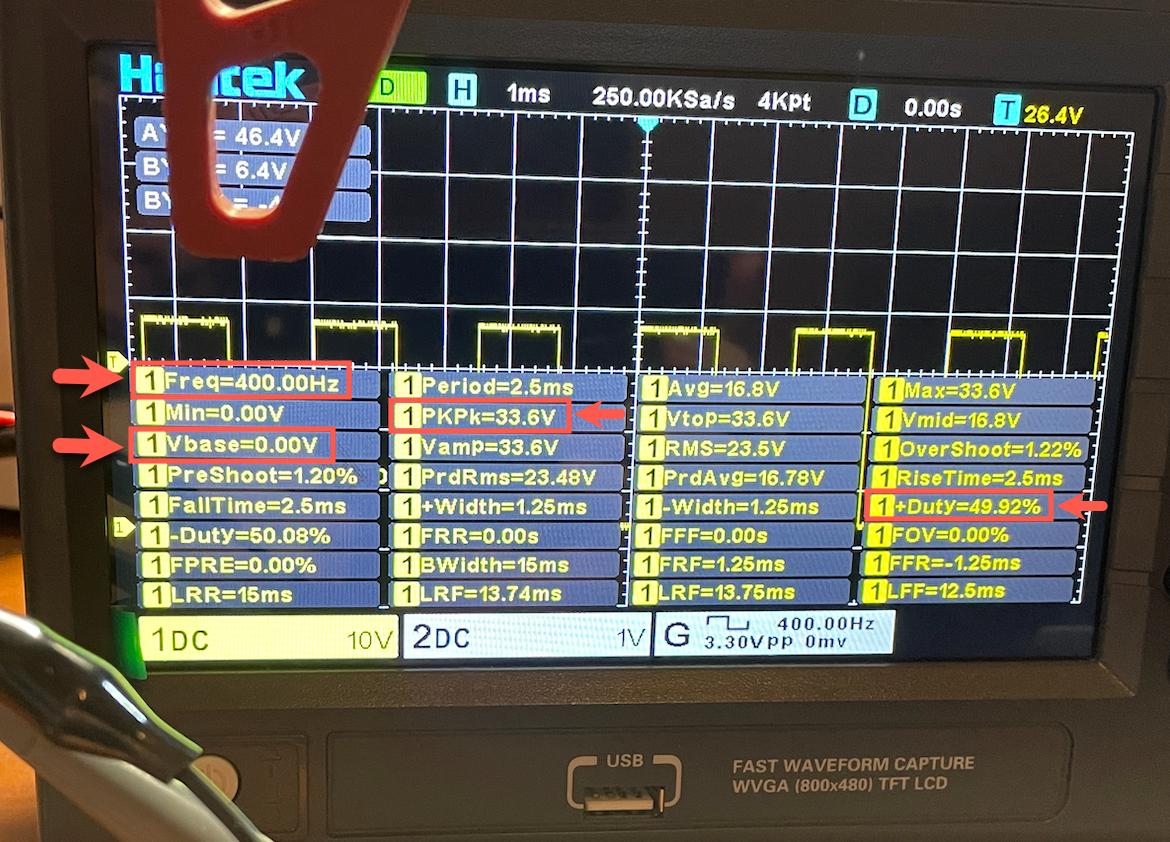 H tek D H 1ms 250.00KSa/s 4Kpt D 0.00s T 26.4V
A = 46.4V
B = 6.4V
B = -4
T
1 Freq=400.00Hz 1 Period=2.5ms 1 Avg=16.8V 1 Max=33.6V
1 Min=0.00V 1 PKPk=33.6V 1 Vtop=33.6V 1 Vmid=16.8V
1 Vbase=0.00V 1 Vamp=33.6V 1 RMS=23.5V 1 OverShoot=1.22%
1 PreShoot=1.20% 1 PrdRms=23.48V 1 PrdAvg=16.78V 1 RiseTime=2.5ms
1 FallTime=2.5ms 1 +Width=1.25ms 1 -Width=1.25ms 1 +Duty=49.92%
1
1 -Duty=50.08% 1 FRR=0.00s 1 FFF=0.00s 1 FOV=0.00%
1 FPRE=0.00% 1 BWidth=15ms 1 FRF=1.25ms 1 FFR=-1.25ms
1 LRR=15ms 1 LRF=13.74ms 1 LRF=13.75ms 1 LFF=12.5ms
1DC 10V 2DC 1V G 400.00Hz
3.30Vpp 0mv
USB
FAST WAVEFORM CAPTURE
WVGA (800x480) TFT LCD